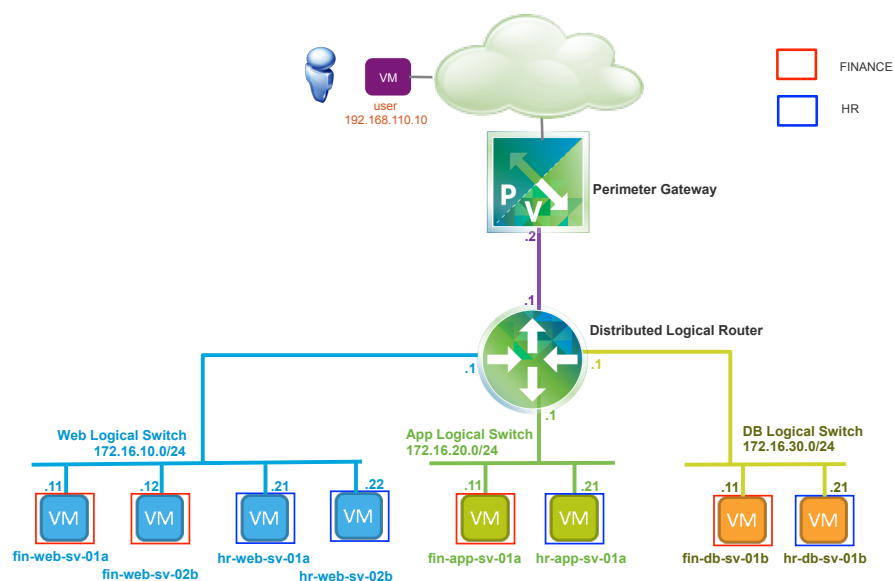 VM
user
192.168.110.10
FINANCE
HR
P
V
Perimeter Gateway
.2
.1
Distributed Logical Router
.1
.1
.1
Web Logical Switch
172.16.10.0/24
App Logical Switch
172.16.20.0/24
DB Logical Switch
172.16.30.0/24
.11
.12
.21
.22
.11
.21
.11
.21
VM
VM
VM
VM
VM
VM
VM
VM
fin-web-sv-01a
fin-web-sv-02b
hr-web-sv-01a
hr-web-sv-02b
fin-app-sv-01a
hr-app-sv-01a
fin-db-sv-01b
hr-db-sv-01b